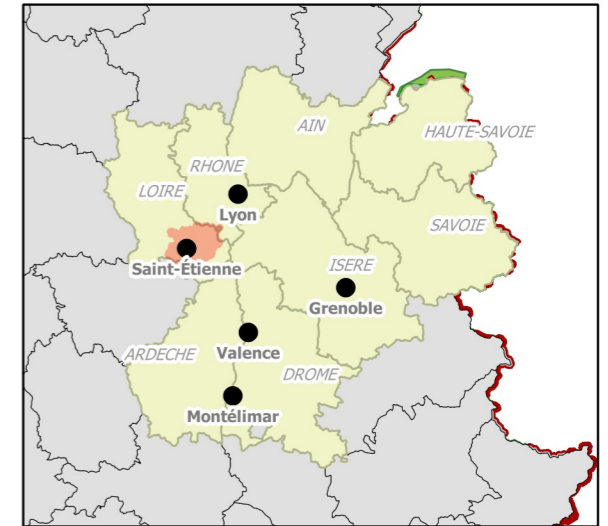 AIN
HAUTE-SAVOIE
RHONE
LOIRE
Lyon
SAVOIE
Saint-Étienne
ISERE
Grenoble
ARDECHE
Valence
DROME
Montélimar